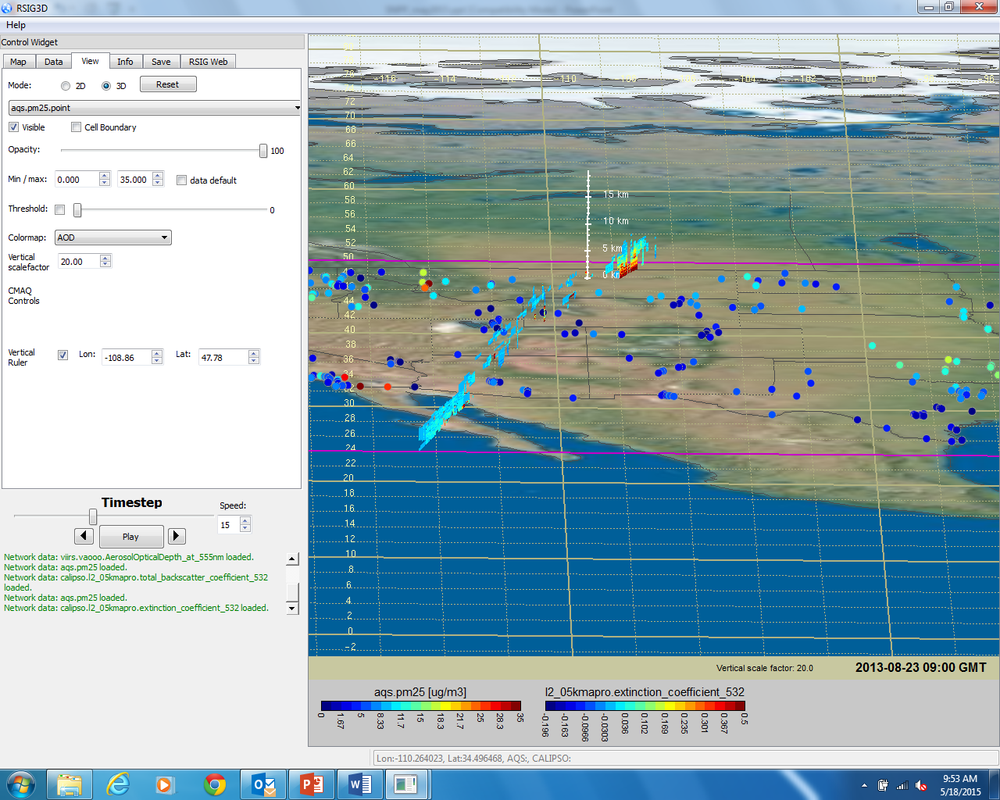 RSIG3D
Help
Control Widget
Map Data View Info Save RSIG Web
Mode: 2D 3D Reset
aqs.pm25.point
Visible Cell Boundary
Opacity: 100
Min / max: 0.000 35.000 data default
Threshold: 0
Colormap: AOD
Vertical
scalefactor 20.00
CMAQ
Controls
Vertical
Ruler Lon: -108.86 Lat: 47.78
Timestep
Speed:
15
Play
Network data: viirs.vaooo.AerosolOpticalDepth_at_555nm loaded.
Network data: aqs.pm25 loaded.
Network data: calipso.l2_05kmapro.total_backscatter_coefficient_532
loaded.
Network data: aqs.pm25 loaded.
Network data: calipso.l2_05kmapro.extinction_coefficient_532 loaded.
-116 -114 -110 -104 -102 -100
78
74
72
70
68
66
64
62
60
58
56
54
52
50
44
42
40
38
36
34
32
30
28
26
24
22
20
18
16
14
12
10
8
6
4
2
0
-2
15 km
10 km
5 km
0 km
Vertical scale factor: 20.0 2013-08-23 09:00 GMT
aqs.pm25 [ug/m3] l2_05kmapro.extinction_coefficient_532
0 1.67 5 8.33 11.7 15 18.3 21.7 25 28.3 35
-0.196 -0.163 -0.0966 -0.0303 0.036 0.102 0.169 0.235 0.301 0.367 0.5
Lon:-110.264023, Lat:34.496468, AQS:, CALIPSO:
9:53 AM
5/18/2015